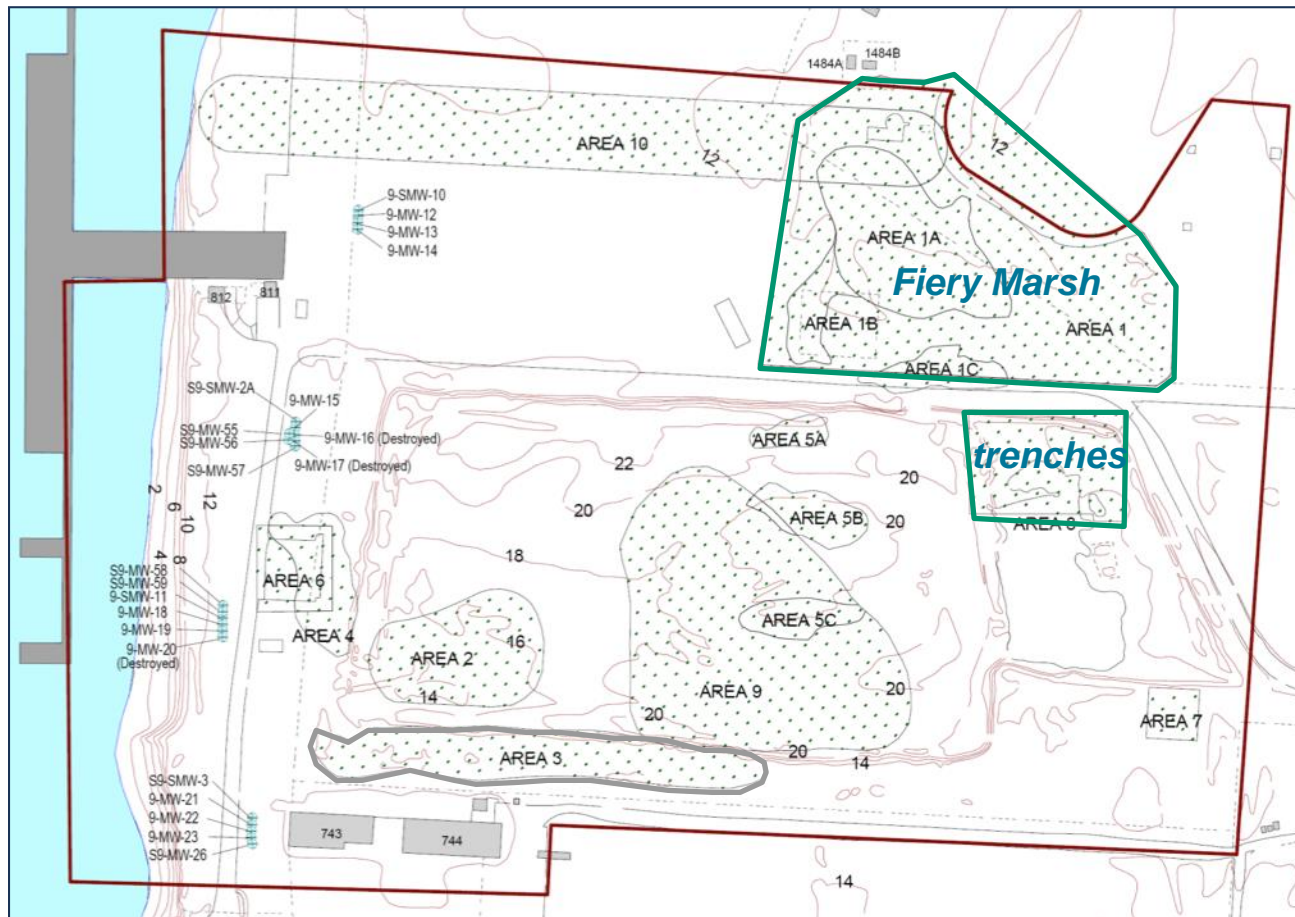 1484B
1484A
AREA 10
12
12
9-SMW-10
9-MW-12
9-MW-13
9-MW-14
AREA 1A
Fiery Marsh
AREA 1B
AREA 1
AREA 1C
812
811
S9-SMW-2A
9-MW-15
S9-MW-55
S9-MW-56
9-MW-16 (Destroyed)
S9-MW-57
9-MW-17 (Destroyed)
AREA 5A
trenches
22
20
20
20
AREA 5B
2
6
10
12
4
8
18
S9-MW-58
S9-MW-59
9-SMW-11
9-MW-18
9-MW-19
9-MW-20
(Destroyed)
AREA 6
AREA 4
AREA 2
16
14
AREA 5C
AREA 9
20
20
20
14
AREA 7
AREA 3
S9-SMW-3
9-MW-21
9-MW-22
9-MW-23
S9-MW-26
743
744
14